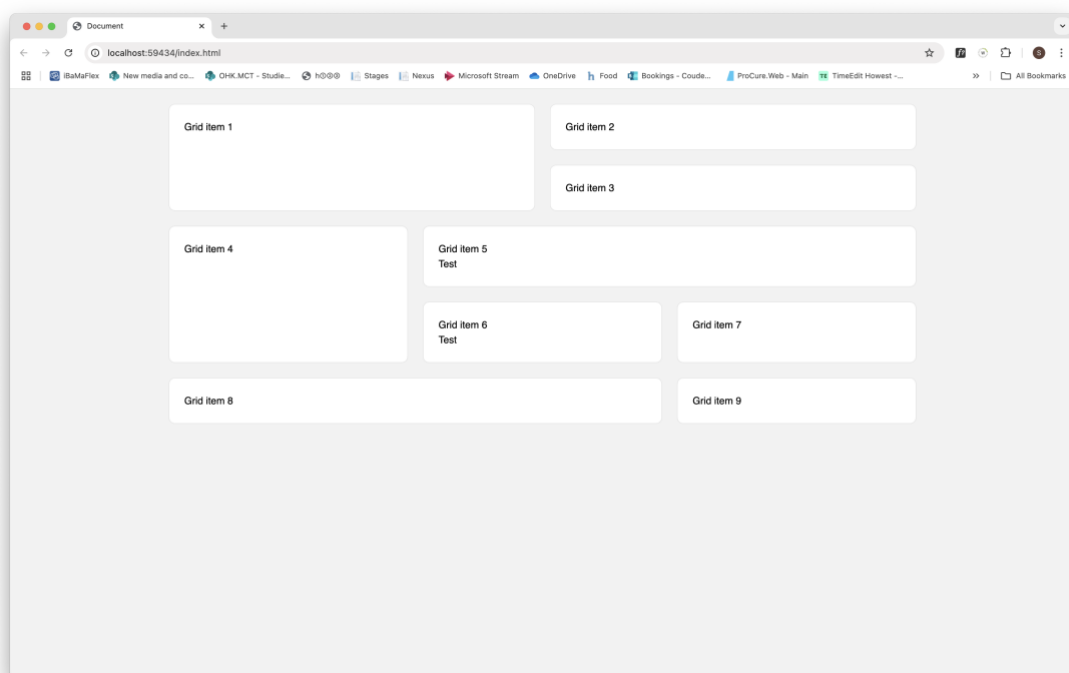 Document
localhost:59434/index.html
iBaMaFlex New media and co... OHK.MCT - Studie... Stages Nexus Microsoft Stream OneDrive Food Bookings - Coude... ProCure.Web - Main TE TimeEdit Howest -... All Bookmarks
Grid item 1
Grid item 2
Grid item 3
Grid item 4
Grid item 5
Test
Grid item 6
Test
Grid item 7
Grid item 8
Grid item 9